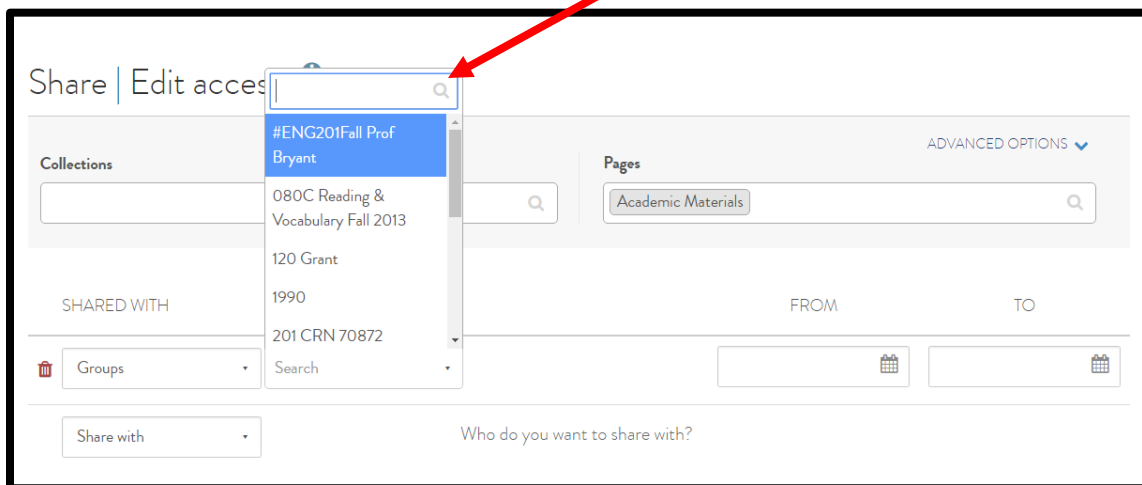 Share | Edit acces
ADVANCED OPTIONS
Collections
Pages
Academic Materials
#ENG201Fall Prof
Bryant
080C Reading &
Vocabulary Fall 2013
120 Grant
1990
201 CRN 70872
SHARED WITH
FROM
TO
Groups
Search
Share with
Who do you want to share with?